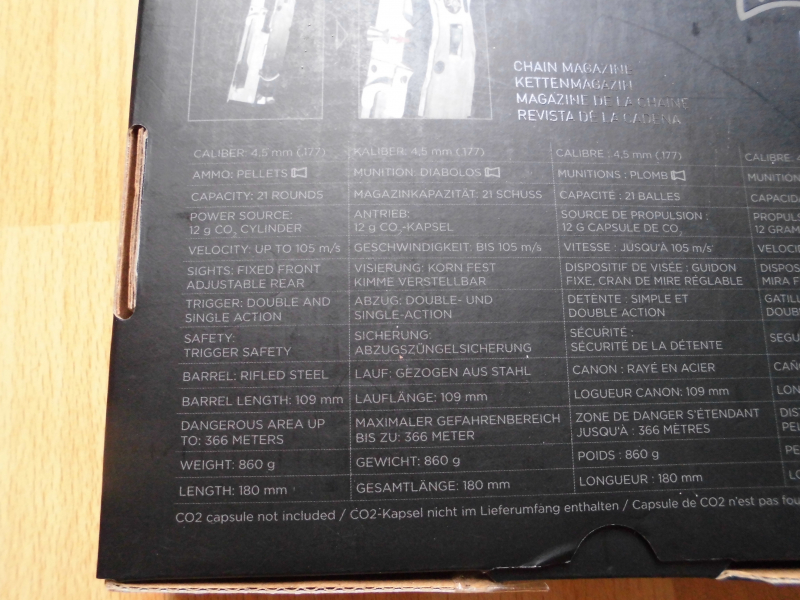 CHAIN MAGAZINE
KETTENMAGAZIN
MAGAZINE DE LA CHAINE
REVISTA DE LA CADENA
CALIBER: 4,5 mm (.177)
AMMO: PELLETS
CAPACITY: 21 ROUNDS
POWER SOURCE:
12 g CO₂ CYLINDER
VELOCITY: UP TO 105 m/s
SIGHTS: FIXED FRONT
ADJUSTABLE REAR
TRIGGER: DOUBLE AND
SINGLE ACTION
SAFETY:
TRIGGER SAFETY
BARREL: RIFLED STEEL
BARREL LENGTH: 109 mm
DANGEROUS AREA UP
TO: 366 METERS
WEIGHT: 860 g
LENGTH: 180 mm
KALIBER: 4,5 mm (.177)
MUNITION: DIABOLOS
MAGAZINKAPAZITÄT: 21 SCHUSS
ANTRIEB:
12 g CO₂-KAPSEL
GESCHWINDIGKEIT: BIS 105 m/s
VISIERUNG: KORN FEST
KIMME VERSTELLBAR
ABZUG: DOUBLE- UND
SINGLE-ACTION
SICHERUNG:
ABZUGSZÜNGELSICHERUNG
LAUF: GEZOGEN AUS STAHL
LAUFLÄNGE: 109 mm
MAXIMALER GEFAHRENBEREICH
BIS ZU: 366 METER
GEWICHT: 860 g
GESAMTLÄNGE: 180 mm
CALIBRE : 4,5 mm (.177)
MUNITIONS : PLOMB
CAPACITÉ : 21 BALLES
SOURCE DE PROPULSION :
12 G CAPSULE DE CO₂
VITESSE : JUSQU'À 105 m/s
DISPOSITIF DE VISÉE : GUIDON
FIXE, CRAN DE MIRE RÉGLABLE
DÉTENTE : SIMPLE ET
DOUBLE ACTION
SÉCURITÉ :
SÉCURITÉ DE LA DÉTENTE
CANON : RAYÉ EN ACIER
LOGUEUR CANON: 109 mm
ZONE DE DANGER S'ÉTENDANT
JUSQU'À : 366 MÈTRES
POIDS : 860 g
LONGUEUR : 180 mm
CALIBRE:
12 GRAM
MIRA
CO2 capsule not included / CO2-Kapsel nicht im Lieferumfang enthalten / Capsule de CO2 n'est pas